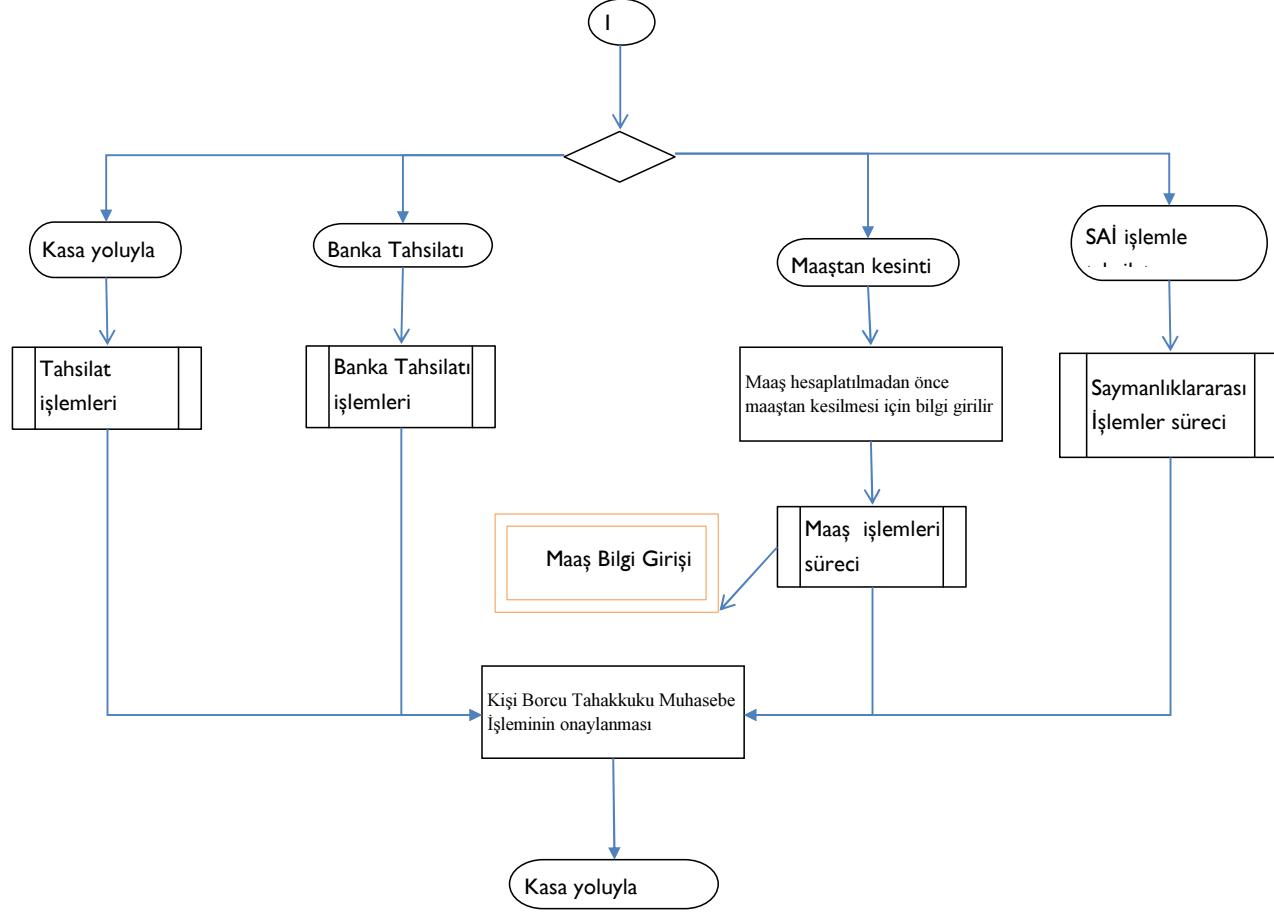 I
Kasa yoluyla
Banka Tahsilatı
Maaştan kesinti
SAİ işlemle
Tahsilat
işlemleri
Banka Tahsilatı
işlemleri
Maaş hesaplatılmadan önce
maaştan kesilmesi için bilgi girilir
Saymanlıklararası
İşlemler süreci
Maaş Bilgi Girişi
Maaş işlemleri
süreci
Kişi Borcu Tahakkuku Muhasebe
İşleminin onaylanması
Kasa yoluyla